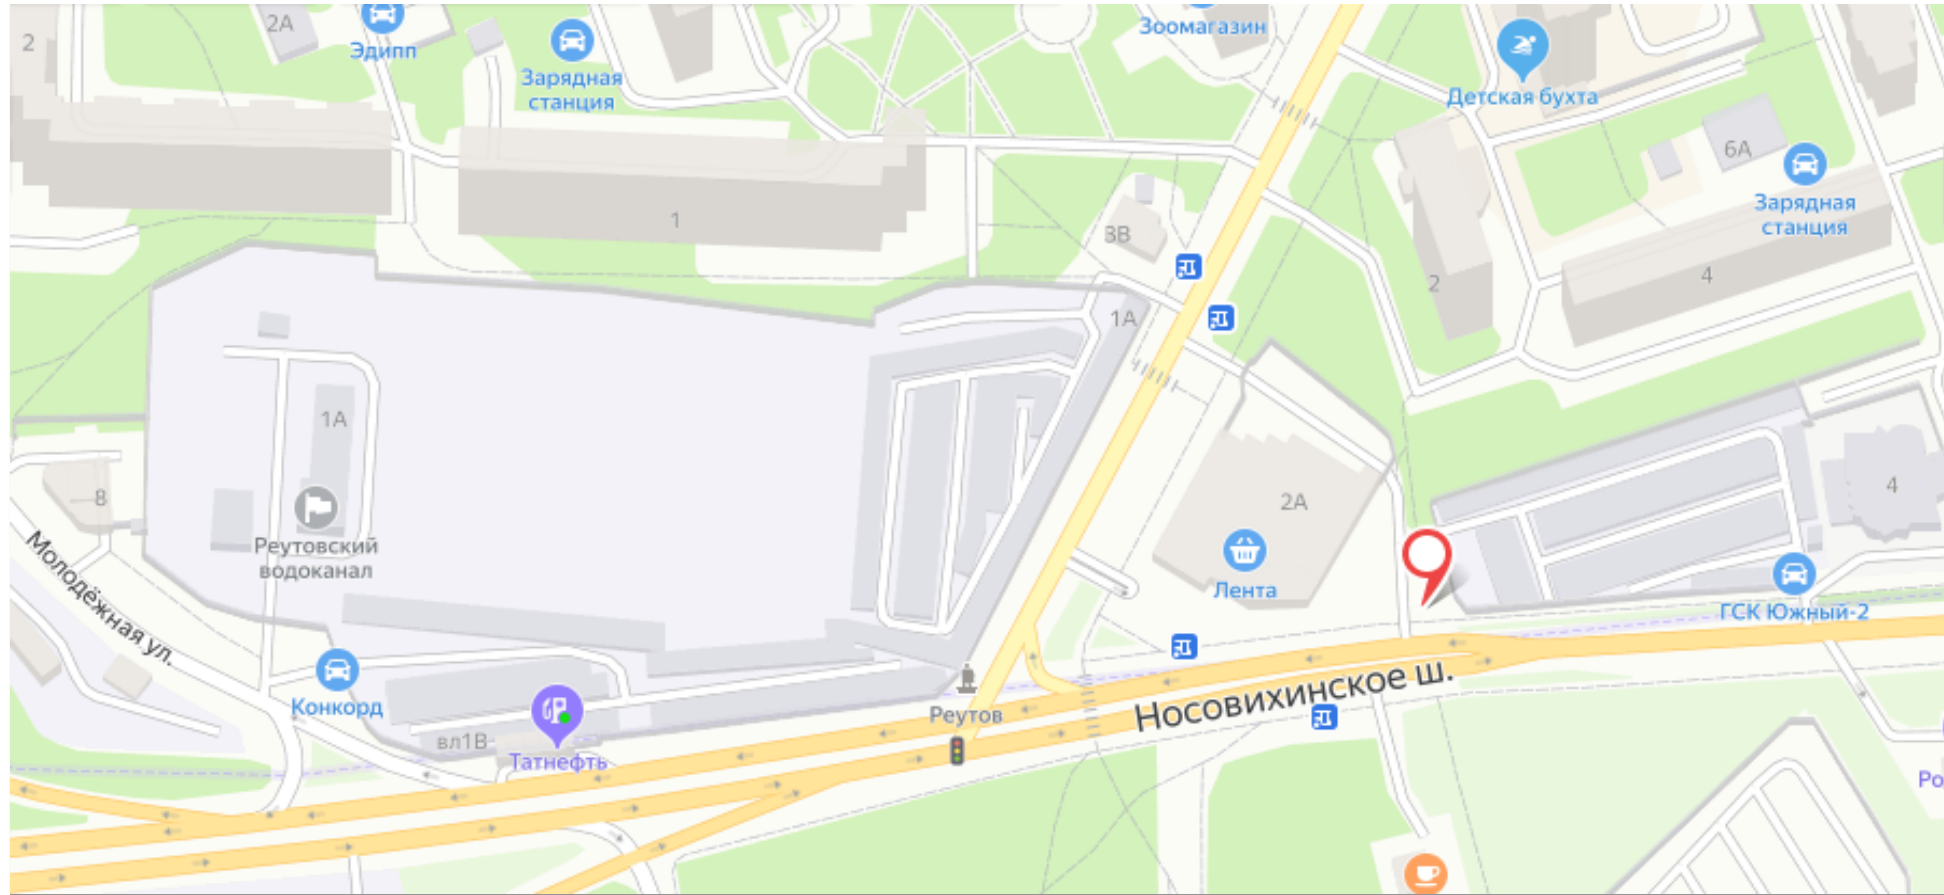 2
2А
Эдипп
Зарядная
станция
Зоомагазин
Детская бухта
6А
Зарядная
станция
1
3В
2
4
1А
1А
8
Реутовский
водоканал
Молодёжная ул.
2А
Лента
4
ГСК Южный-2
Конкорд
вл1В
Татнефть
Реутов
Носовихинское ш.
Ро